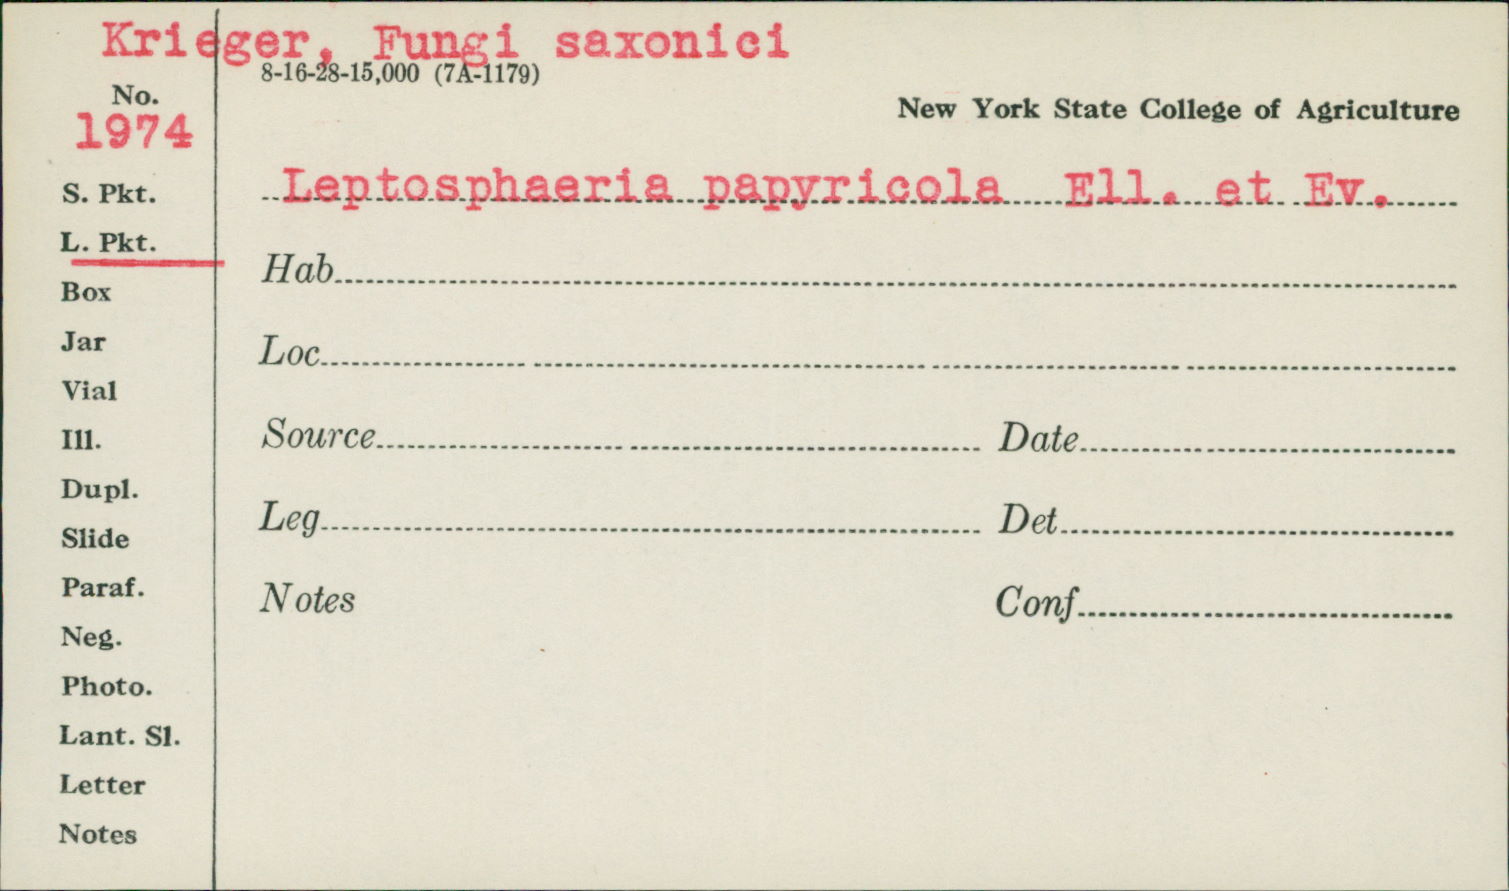 Krieger, Fungi saxonici
8-16-28-15,000 (7A-1179)
No.
1974
New York State College of Agriculture
S. Pkt.
Leptosphaeria papyricola Ell. et Ev.
L. Pkt.
Hab
Box
Loc
Jar
Vial
Source Date
Ill.
Dupl.
Leg Det
Slide
Paraf.
Notes Conf
Neg.
Photo.
Lant. Sl.
Letter
Notes